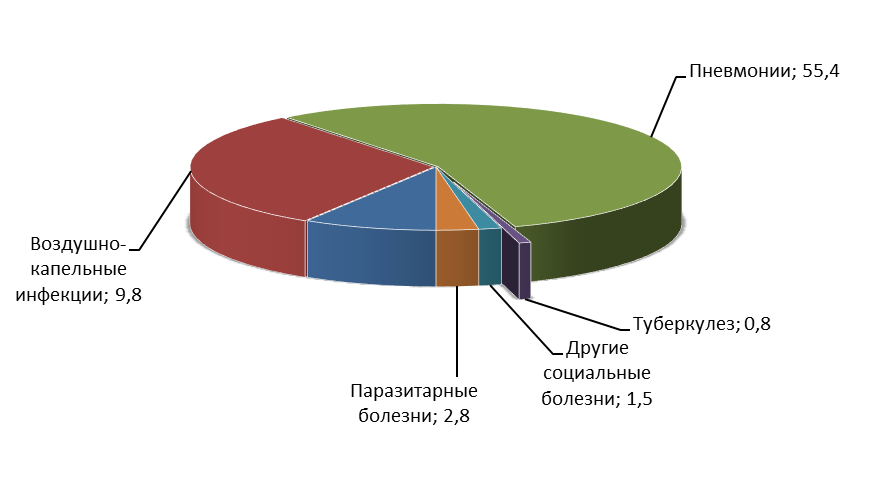 Пневмонии; 55,4
Воздушно-
капельные
инфекции; 9,8
Туберкулез; 0,8
Другие
социальные
болезни; 1,5
Паразитарные
болезни; 2,8